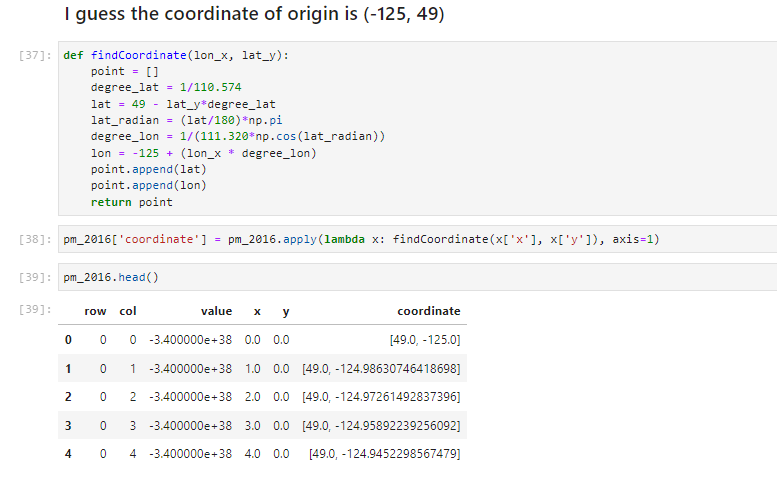 I guess the coordinate of origin is (-125, 49)
[37]: def findCoordinate(lon_x, lat_y):
point = []
degree_lat = 1/110.574
lat = 49 - lat_y*degree_lat
lat_radian = (lat/180)*np.pi
degree_lon = 1/(111.320*np.cos(lat_radian))
lon = -125 + (lon_x * degree_lon)
point.append(lat)
point.append(lon)
return point
[38]: pm_2016['coordinate'] = pm_2016.apply(lambda x: findCoordinate(x['x'], x['y']), axis=1)
[39]: pm_2016.head()
[39]: row col value x y coordinate
0 0 0 -3.400000e+38 0.0 0.0 [49.0, -125.0]
1 0 1 -3.400000e+38 1.0 0.0 [49.0, -124.98630746418698]
2 0 2 -3.400000e+38 2.0 0.0 [49.0, -124.97261492837396]
3 0 3 -3.400000e+38 3.0 0.0 [49.0, -124.95892239256092]
4 0 4 -3.400000e+38 4.0 0.0 [49.0, -124.9452298567479]